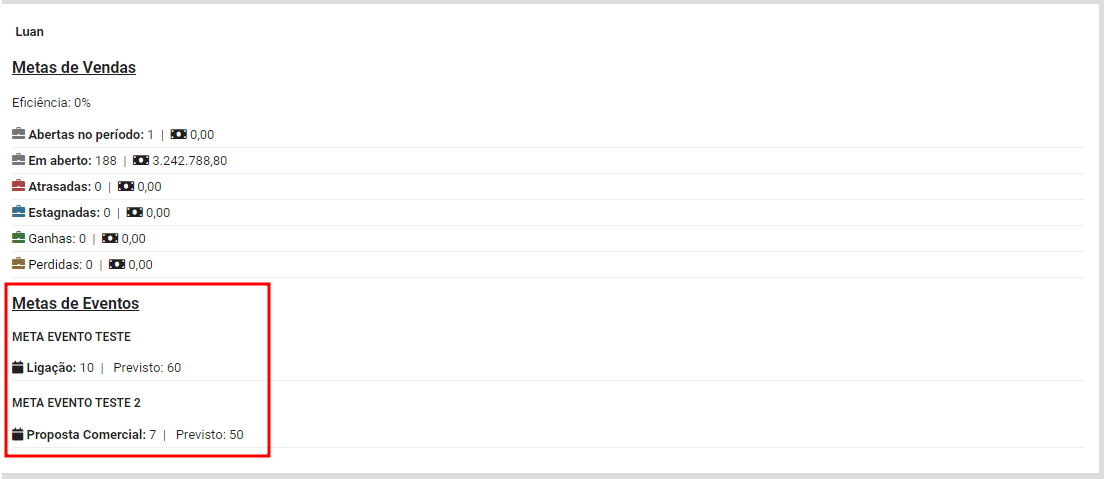 Luan
Metas de Vendas
Eficiência: 0%
Abertas no período: 1 | 0,00
Em aberto: 188 | 3.242.788,80
Atrasadas: 0 | 0,00
Estagnadas: 0 | 0,00
Ganhas: 0 | 0,00
Perdidas: 0 | 0,00
Metas de Eventos
META EVENTO TESTE
Ligação: 10 | Previsto: 60
META EVENTO TESTE 2
Proposta Comercial: 7 | Previsto: 50